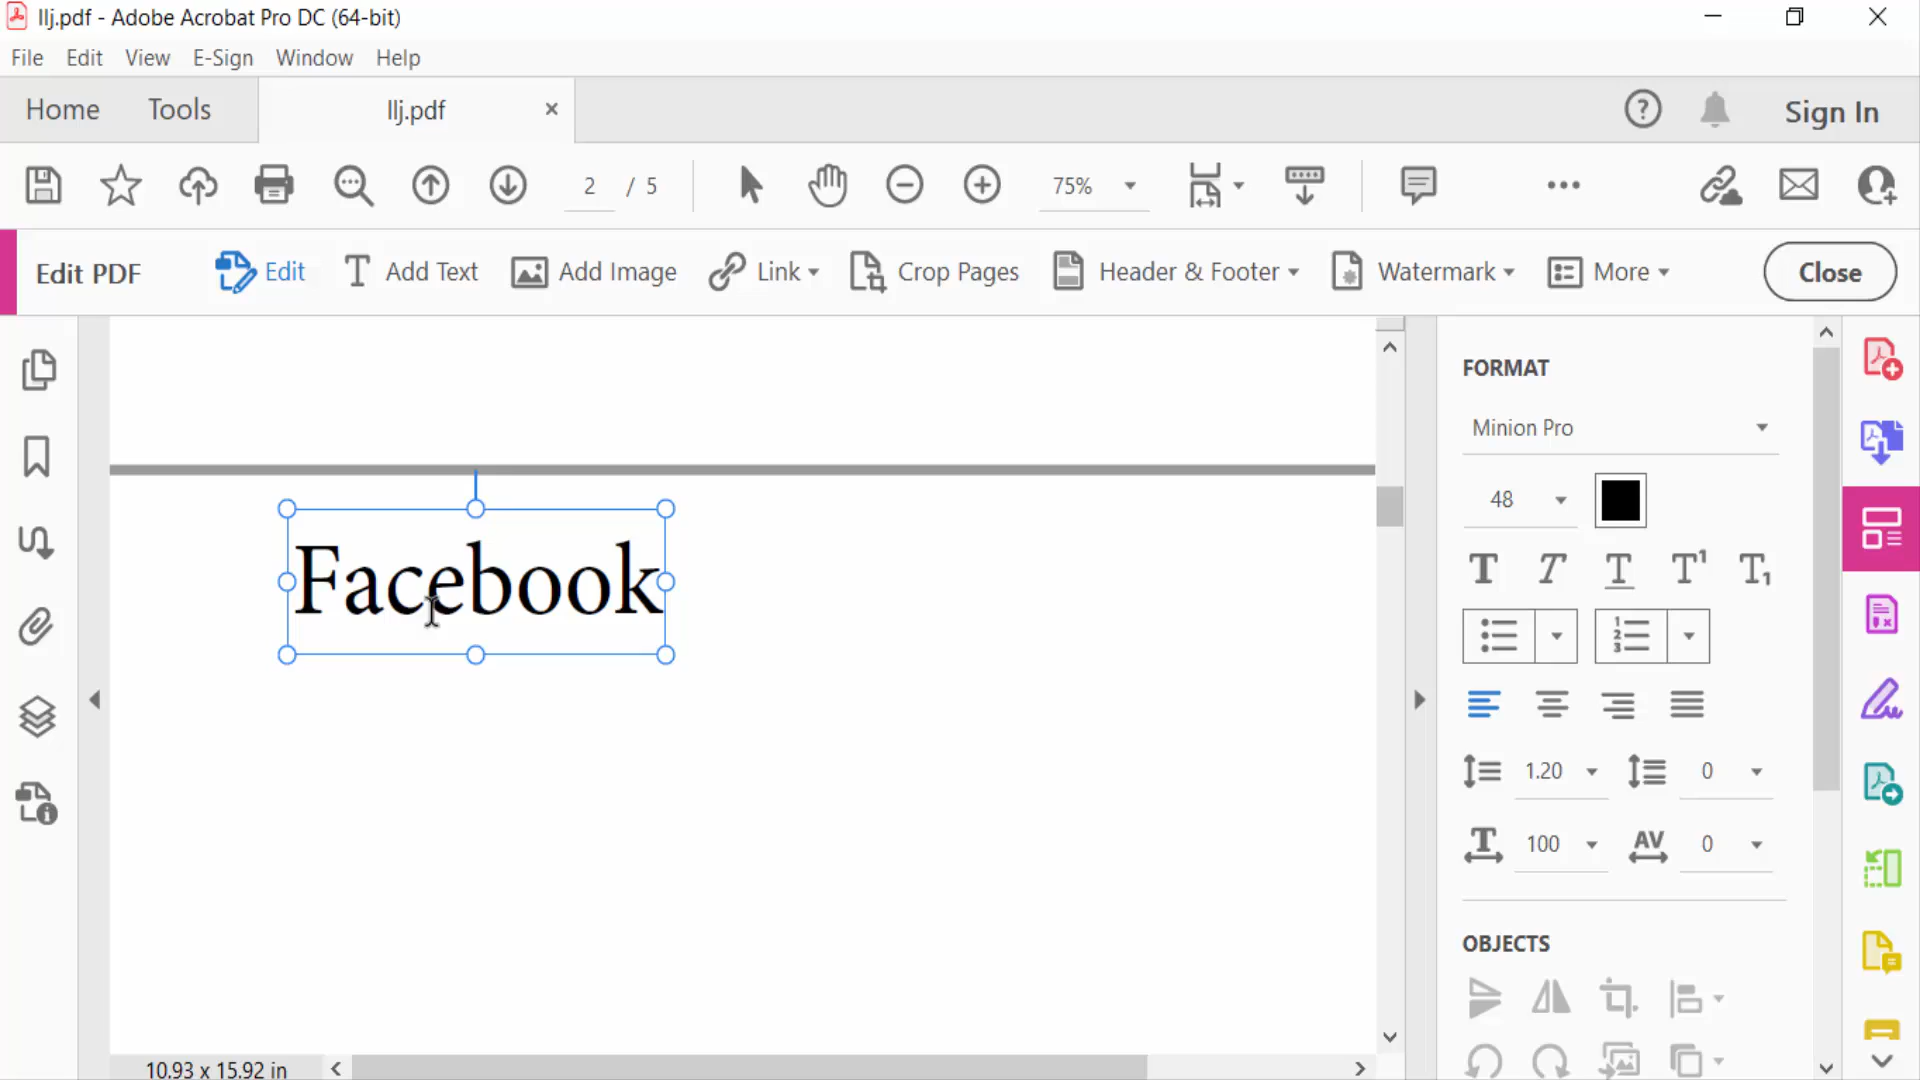 llj.pdf - Adobe Acrobat Pro DC (64-bit)
File Edit View E-Sign Window Help
Home Tools llj.pdf × Sign In
2 / 5 75%
Edit PDF Edit Add Text Add Image Link Crop Pages Header & Footer Watermark More Close
FORMAT
Minion Pro
48
Facebook
1.20 0
100 0
OBJECTS
10.93 x 15.92 in